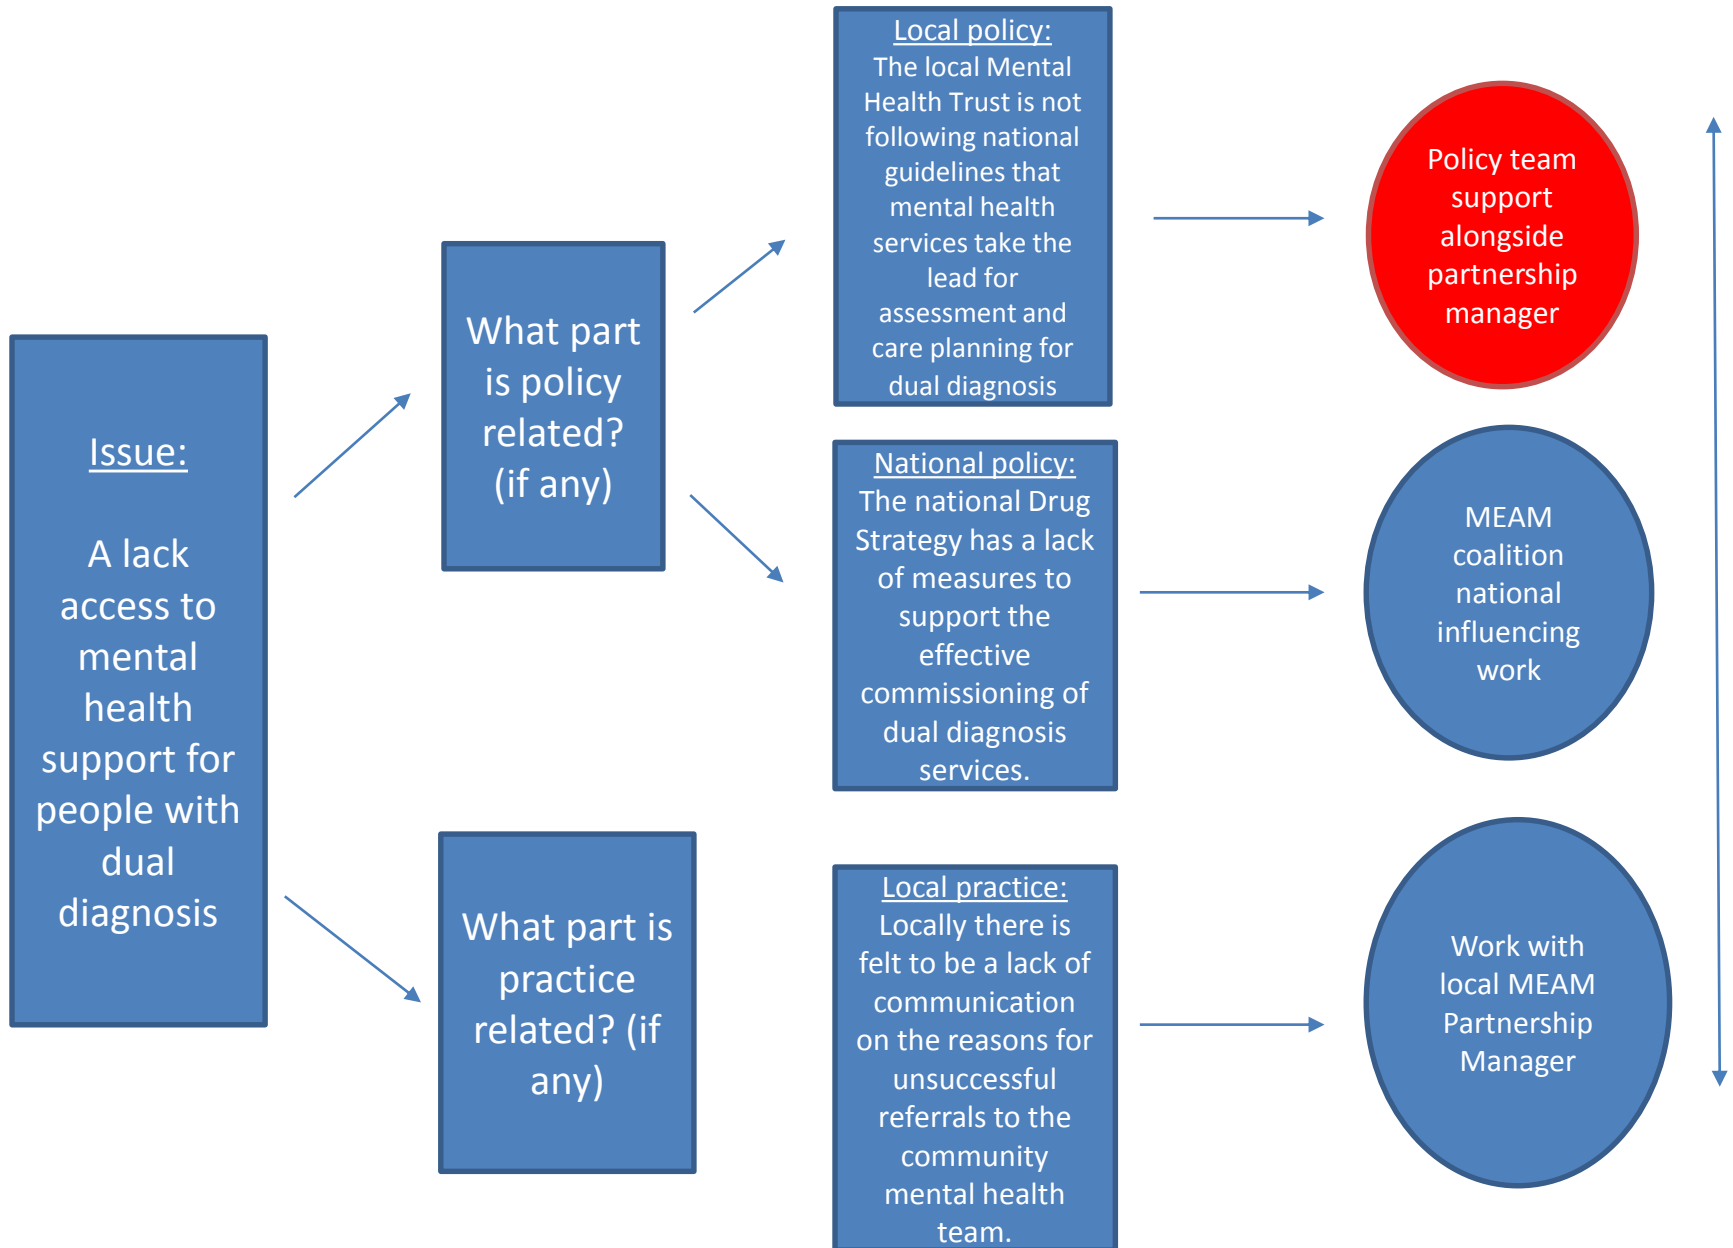 Issue:
A lack
access to
mental
health
support for
people with
dual
diagnosis
What part
is policy
related?
(if any)
What part is
practice
related? (if
any)
Local policy:
The local Mental
Health Trust is not
following national
guidelines that
mental health
services take the
lead for
assessment and
care planning for
dual diagnosis
National policy:
The national Drug
Strategy has a lack
of measures to
support the
effective
commissioning of
dual diagnosis
services.
Local practice:
Locally there is
felt to be a lack of
communication
on the reasons for
unsuccessful
referrals to the
community
mental health
team.
Policy team
support
alongside
partnership
manager
MEAM
coalition
national
influencing
work
Work with
local MEAM
Partnership
Manager